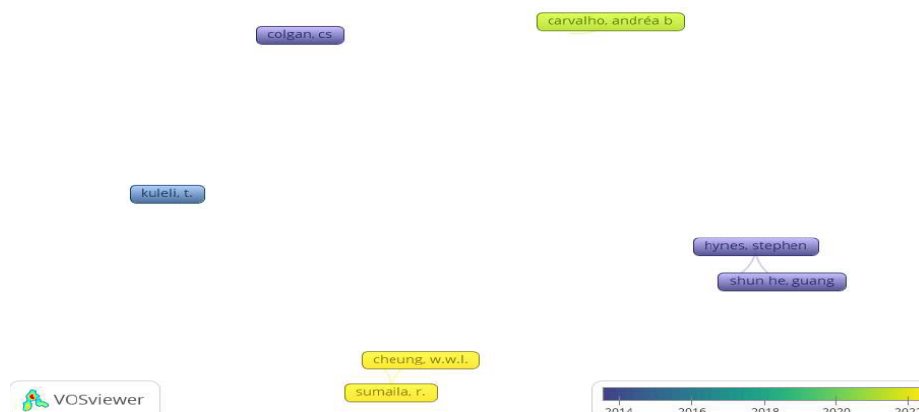 carvalho, andréa b
colgan, cs
kuleli, t.
hynes, stephen
shun he, guang
cheung, w.w.l.
sumaila, r.
VOSviewer
2014 2016 2018 2020